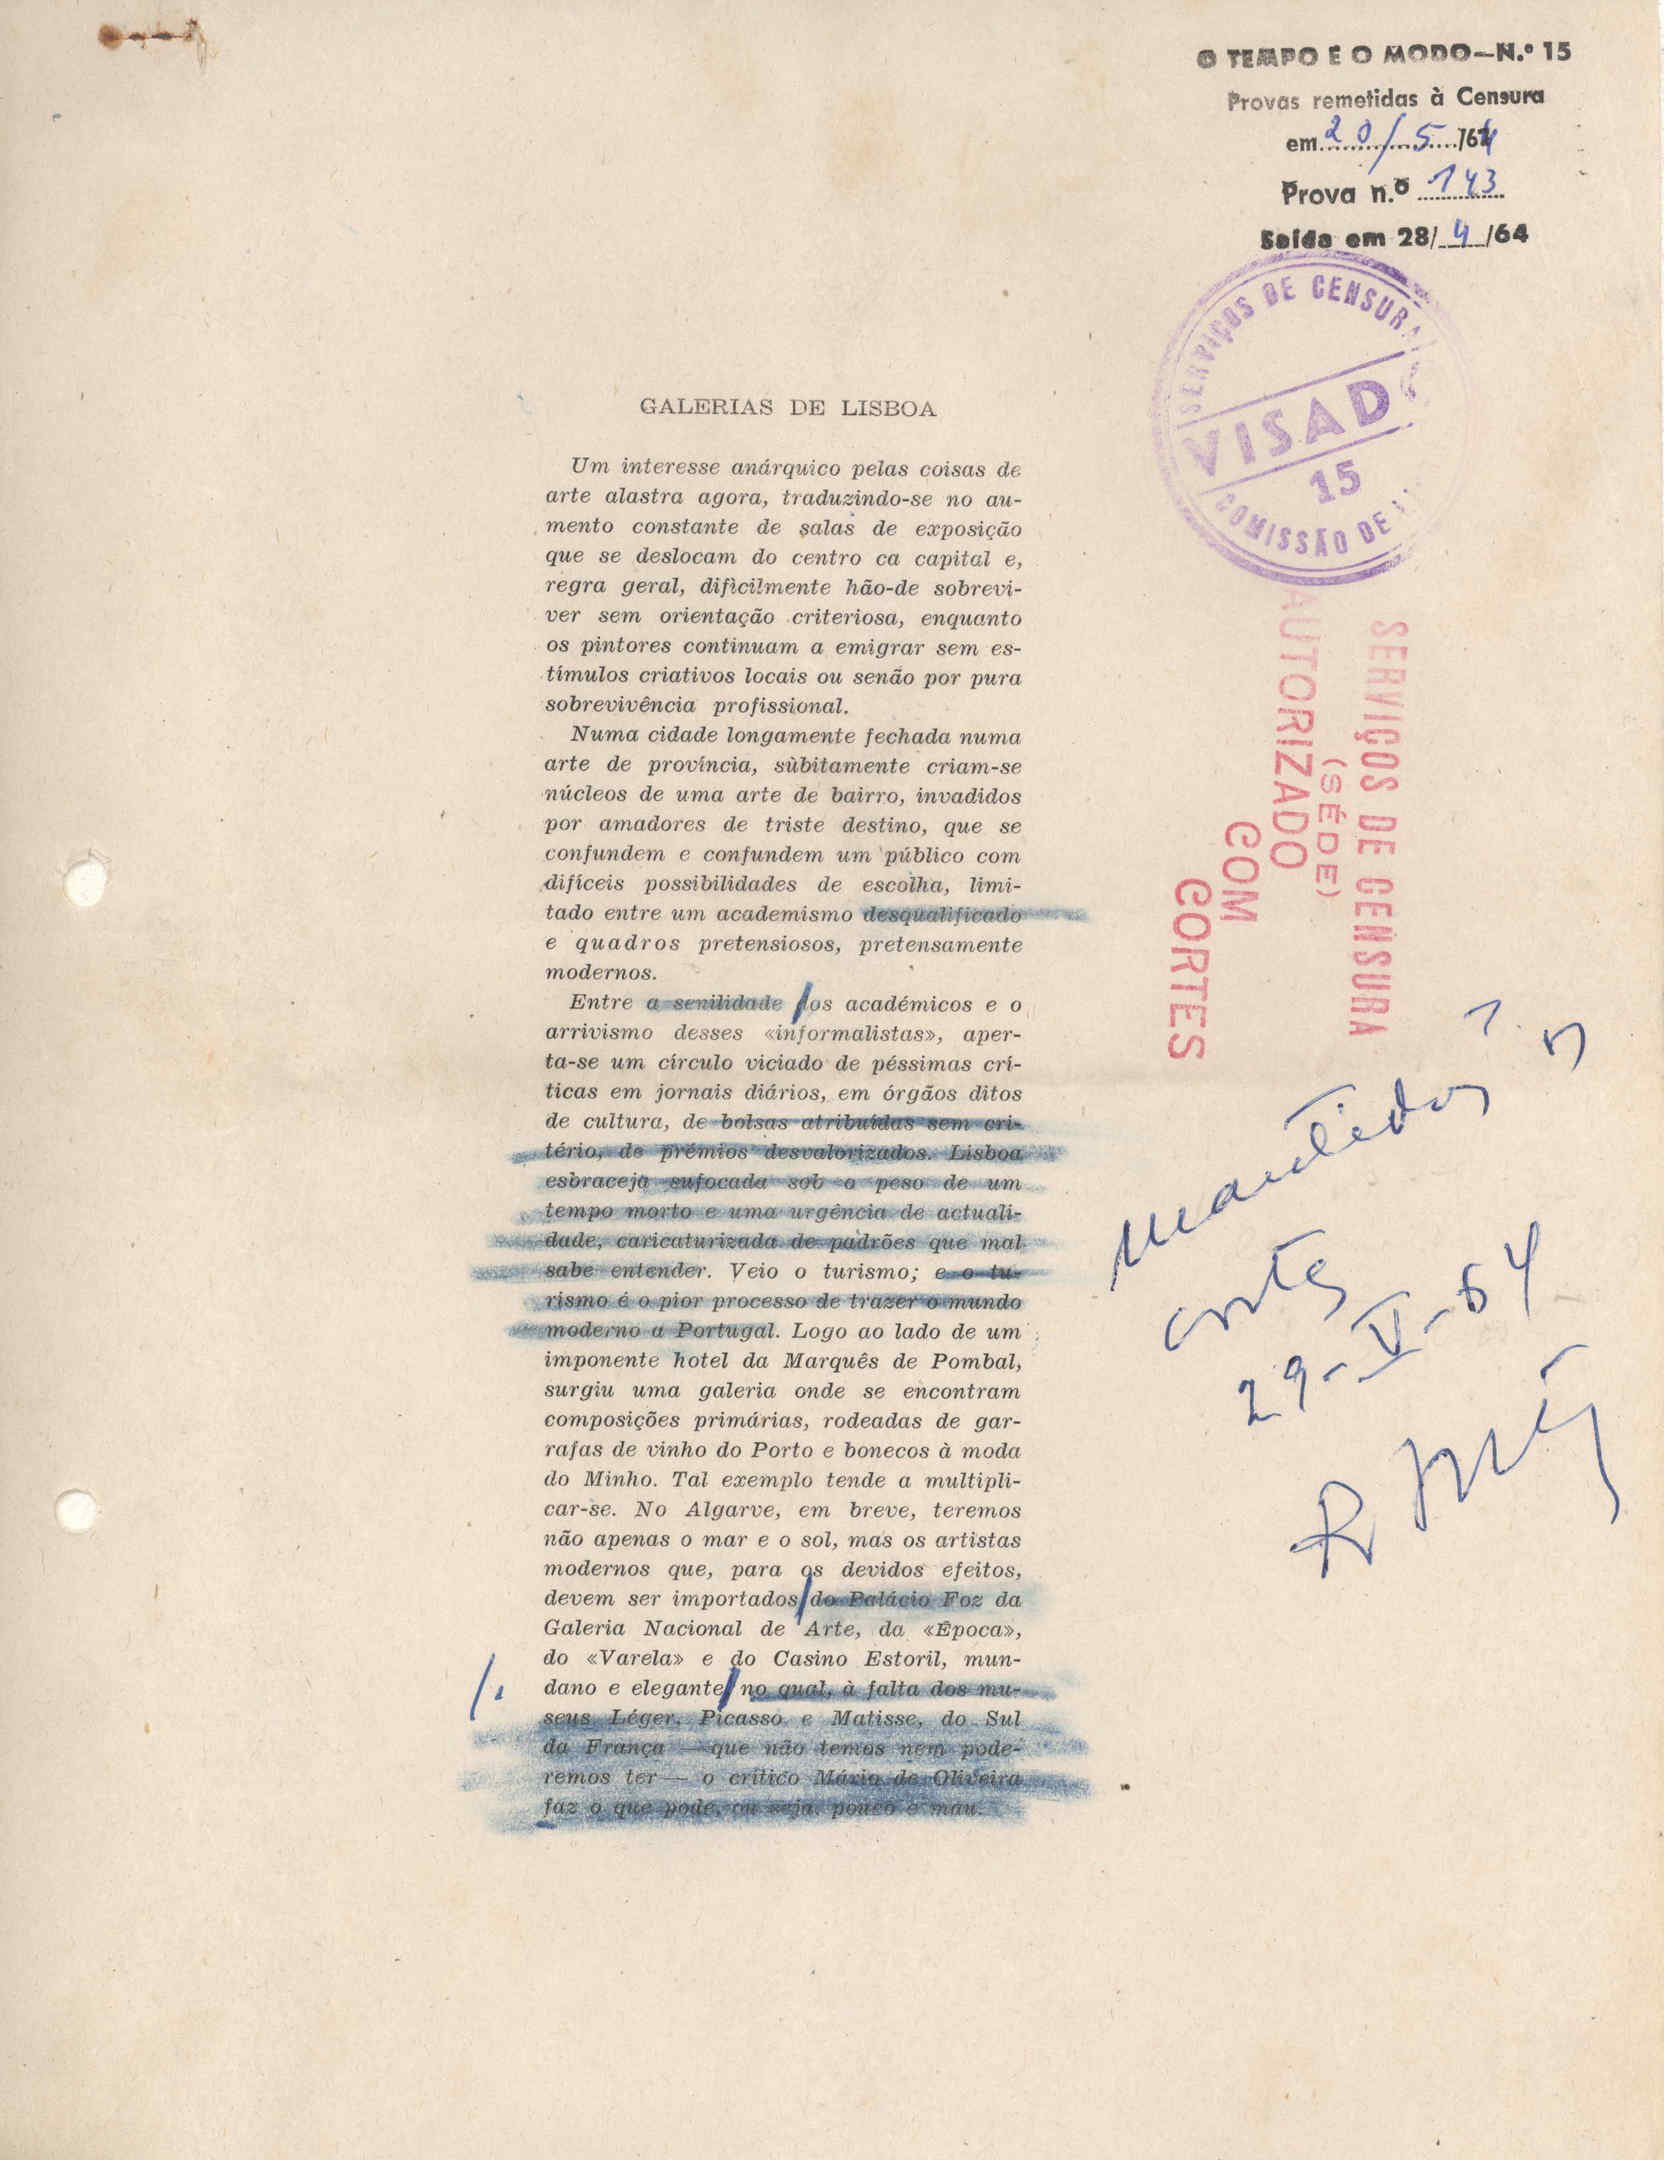 O TEMPO E O MODO—N.º 15
Provas remetidas à Censura
em 20/5/64
Prova n.º 143
Saída em 28/4/64
SERVIÇOS DE CENSURA
VISADO
15
COMISSÃO DE
SERVIÇOS DE CENSURA
(SÉDE)
AUTORIZADO
COM
CORTES
mantidos os
cortes
29-V-64
GALERIAS DE LISBOA
Um interesse anárquico pelas coisas de
arte alastra agora, traduzindo-se no au-
mento constante de salas de exposição
que se deslocam do centro ca capital e,
regra geral, difìcilmente hão-de sobrevi-
ver sem orientação criteriosa, enquanto
os pintores continuam a emigrar sem es-
tímulos criativos locais ou senão por pura
sobrevivência profissional.
Numa cidade longamente fechada numa
arte de província, sùbitamente criam-se
núcleos de uma arte de bairro, invadidos
por amadores de triste destino, que se
confundem e confundem um público com
difíceis possibilidades de escolha, limi-
tado entre um academismo desqualificado
e quadros pretensiosos, pretensamente
modernos.
Entre a senilidade dos académicos e o
arrivismo desses «informalistas», aper-
ta-se um círculo viciado de péssimas crí-
ticas em jornais diários, em órgãos ditos
de cultura, de bolsas atribuídas sem cri-
tério, de prémios desvalorizados. Lisboa
esbraceja sufocada sob o peso de um
tempo morto e uma urgência de actuali-
dade, caricaturizada de padrões que mal
sabe entender. Veio o turismo; e o tu-
rismo é o pior processo de trazer o mundo
moderno a Portugal. Logo ao lado de um
imponente hotel da Marquês de Pombal,
surgiu uma galeria onde se encontram
composições primárias, rodeadas de gar-
rafas de vinho do Porto e bonecos à moda
do Minho. Tal exemplo tende a multipli-
car-se. No Algarve, em breve, teremos
não apenas o mar e o sol, mas os artistas
modernos que, para os devidos efeitos,
devem ser importados do Palácio Foz da
Galeria Nacional de Arte, da «Época»,
do «Varela» e do Casino Estoril, mun-
dano e elegante no qual, à falta dos mu-
seus Léger, Picasso e Matisse, do Sul
da França — que não temos nem pode-
remos ter — o crítico Mário de Oliveira
faz o que pode, ou seja, pouco e mau.